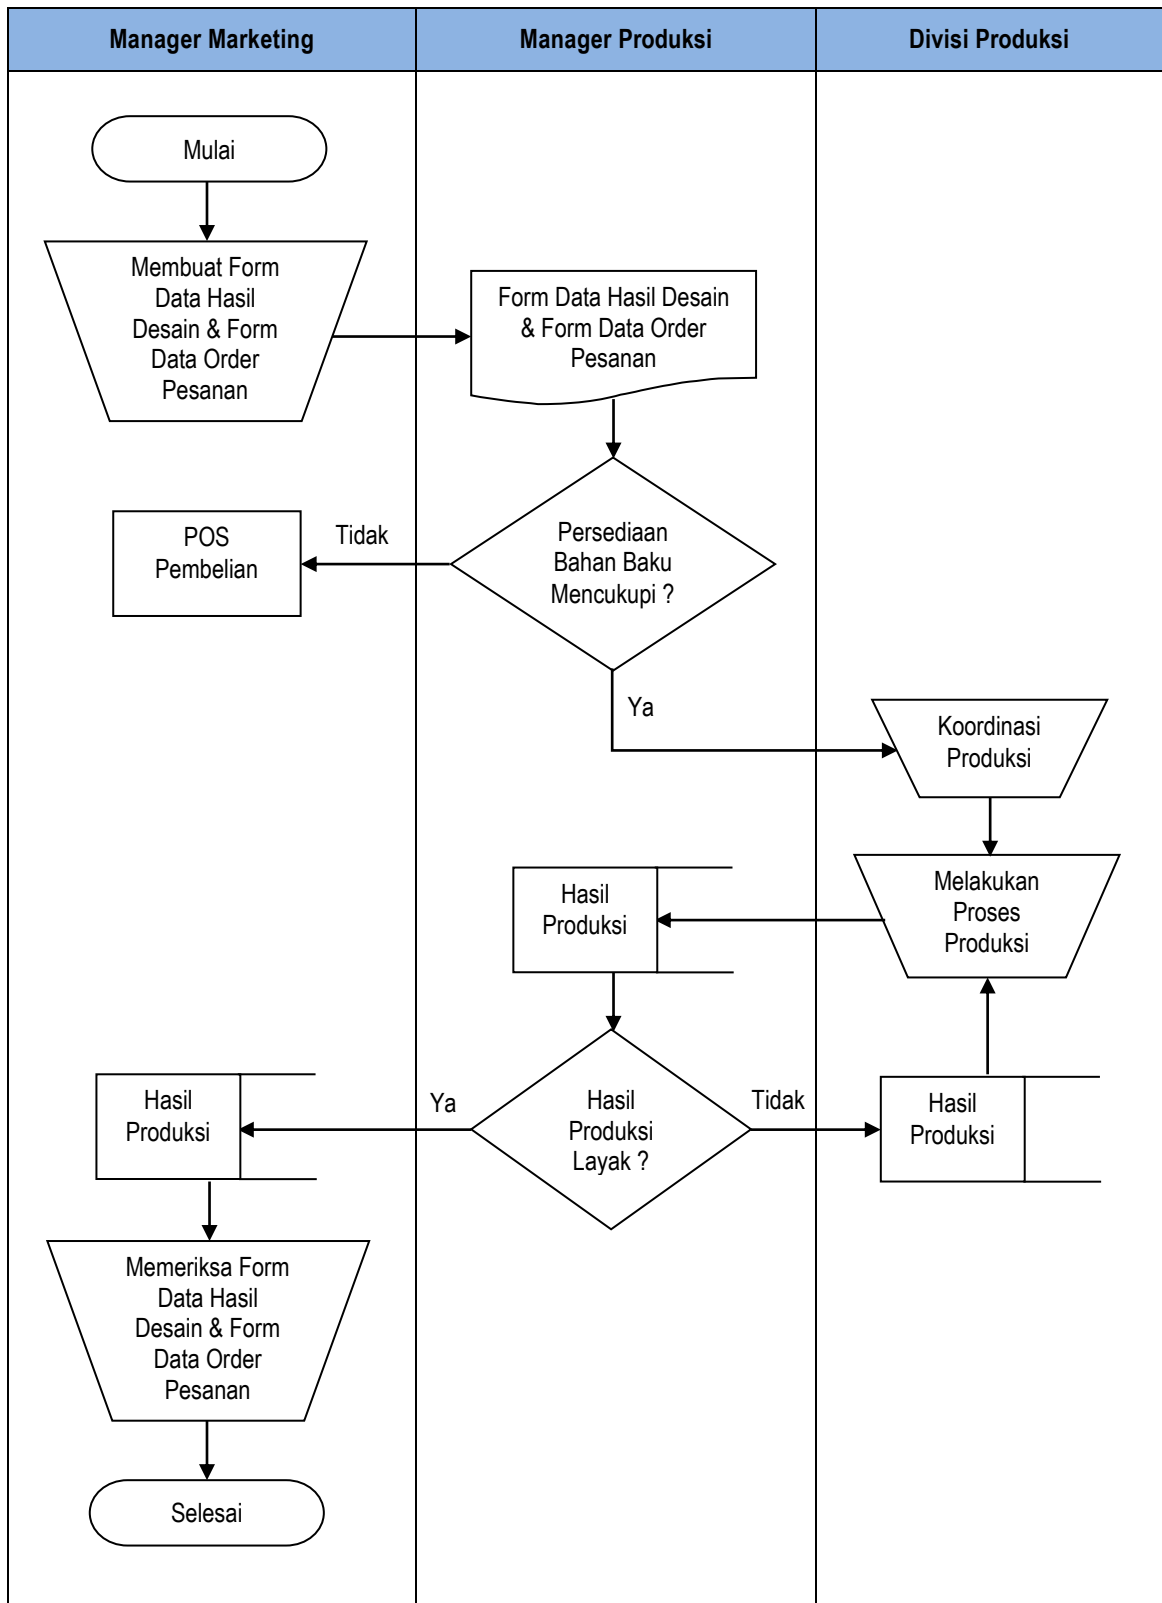 Manager Marketing
Manager Produksi
Divisi Produksi
Mulai
Membuat Form
Data Hasil
Desain & Form
Data Order
Pesanan
Form Data Hasil Desain
& Form Data Order
Pesanan
Persediaan
Bahan Baku
Mencukupi ?
Tidak
POS
Pembelian
Ya
Koordinasi
Produksi
Melakukan
Proses
Produksi
Hasil
Produksi
Hasil
Produksi
Layak ?
Tidak
Hasil
Produksi
Ya
Hasil
Produksi
Memeriksa Form
Data Hasil
Desain & Form
Data Order
Pesanan
Selesai